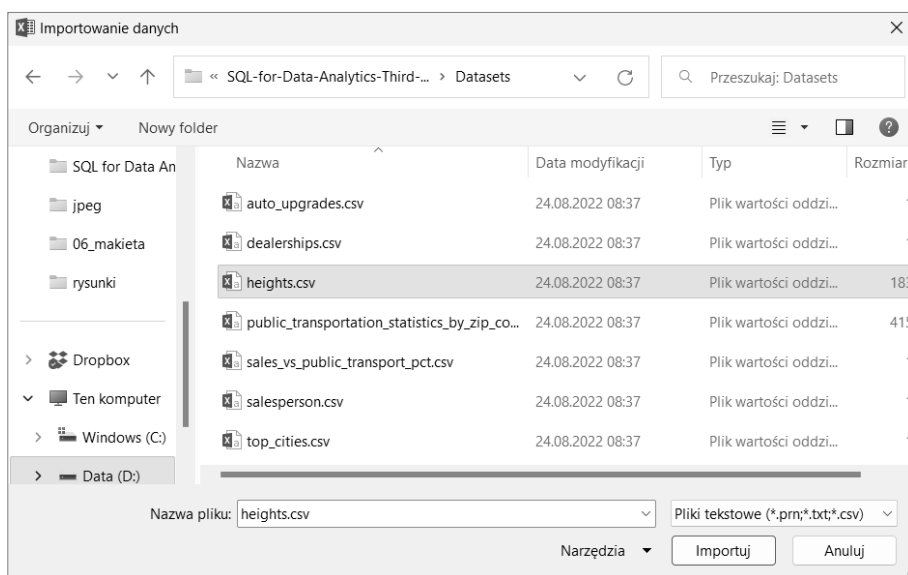 Importowanie danych
« SQL-for-Data-Analytics-Third-... > Datasets
Przeszukaj: Datasets
Organizuj Nowy folder
SQL for Data An
jpeg
06_makieta
rysunki
Dropbox
Ten komputer
Windows (C:)
Data (D:)
Nazwa Data modyfikacji Typ Rozmiar
auto_upgrades.csv 24.08.2022 08:37 Plik wartości oddzi...
dealerships.csv 24.08.2022 08:37 Plik wartości oddzi...
heights.csv 24.08.2022 08:37 Plik wartości oddzi... 183
public_transportation_statistics_by_zip_co... 24.08.2022 08:37 Plik wartości oddzi... 415
sales_vs_public_transport_pct.csv 24.08.2022 08:37 Plik wartości oddzi...
salesperson.csv 24.08.2022 08:37 Plik wartości oddzi...
top_cities.csv 24.08.2022 08:37 Plik wartości oddzi...
Nazwa pliku: heights.csv Pliki tekstowe (*.prn;*.txt;*.csv)
Narzędzia Importuj Anuluj